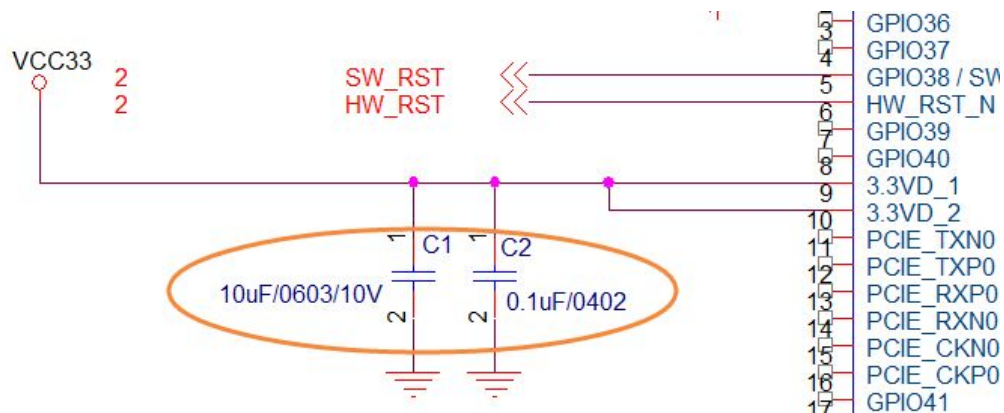 VCC33
2 SW_RST
2 HW_RST
3 GPIO36
4 GPIO37
5 GPIO38 / SW
6 HW_RST_N
7 GPIO39
8 GPIO40
9 3.3VD_1
10 3.3VD_2
11 PCIE_TXN0
12 PCIE_TXP0
13 PCIE_RXP0
14 PCIE_RXN0
15 PCIE_CKN0
16 PCIE_CKP0
17 GPIO41
1 C1
1 C2
10uF/0603/10V
0.1uF/0402
2
2